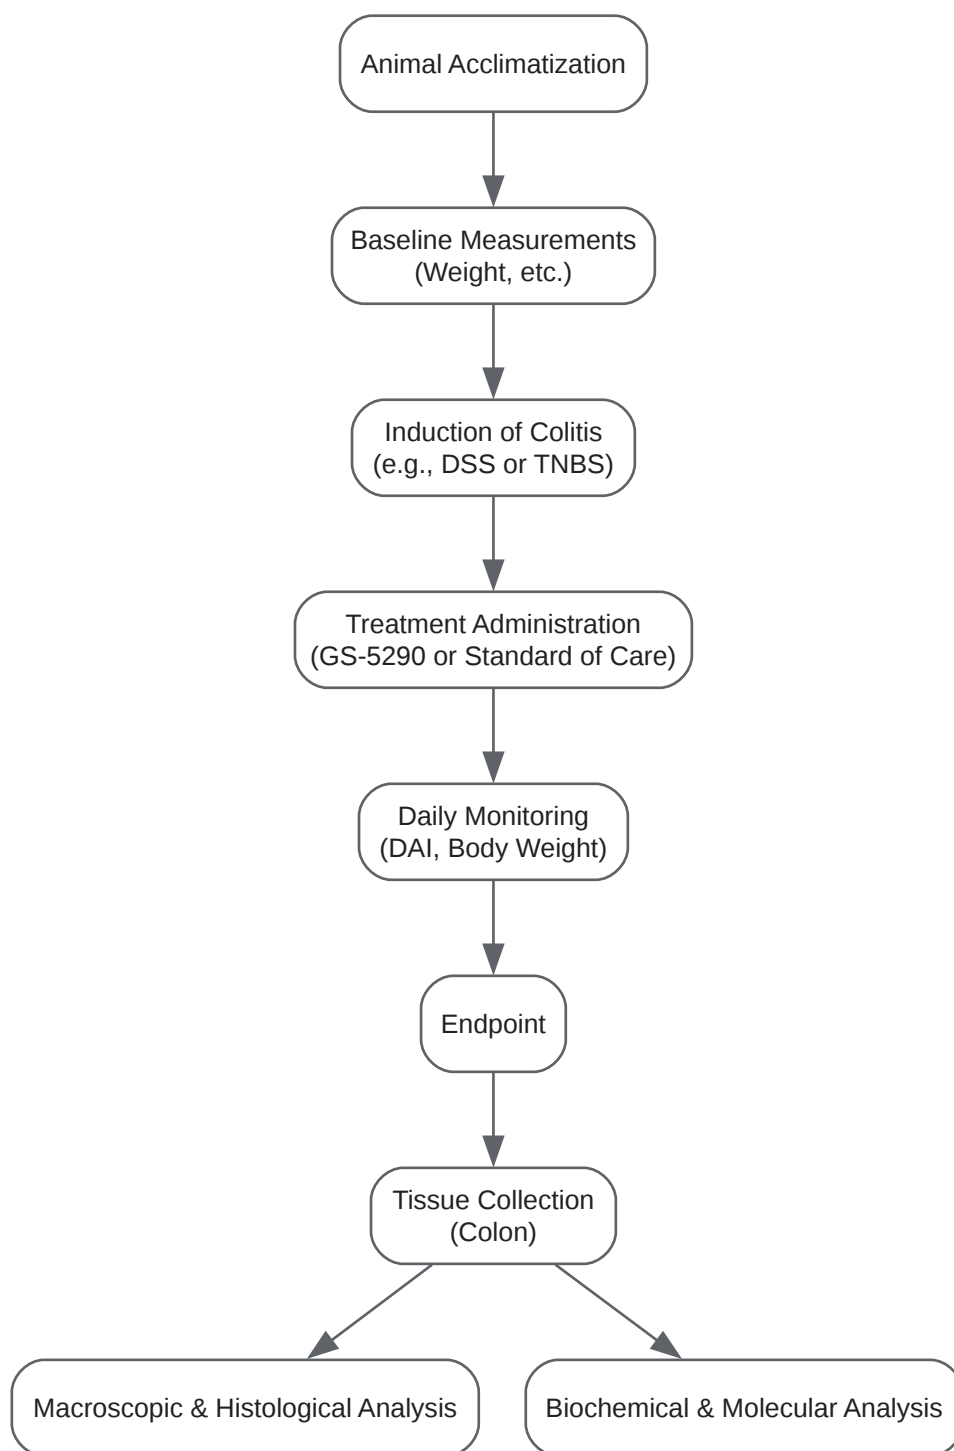 Animal Acclimatization
Baseline Measurements
(Weight, etc.)
Induction of Colitis
(e.g., DSS or TNBS)
Treatment Administration
(GS-5290 or Standard of Care)
Daily Monitoring
(DAI, Body Weight)
Endpoint
Tissue Collection
(Colon)
Macroscopic & Histological Analysis
Biochemical & Molecular Analysis